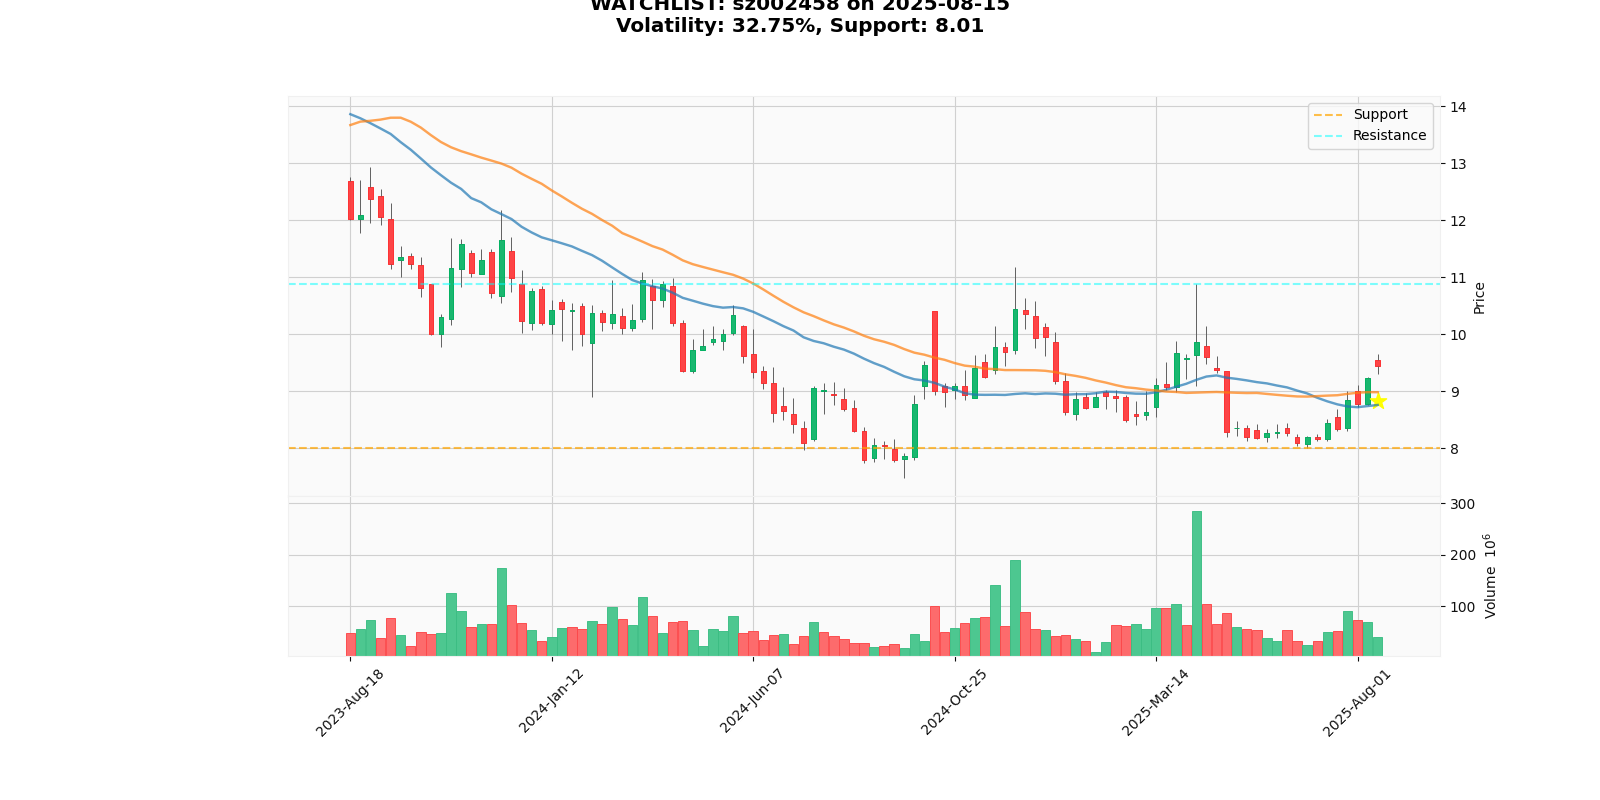 WATCHLIST: sz002458 on 2025-08-15
Volatility: 32.75%, Support: 8.01
Support
Resistance
14
13
12
11
10
9
8
Price
300
200
100
Volume 10⁶
2023-Aug-18
2024-Jan-12
2024-Jun-07
2024-Oct-25
2025-Mar-14
2025-Aug-01